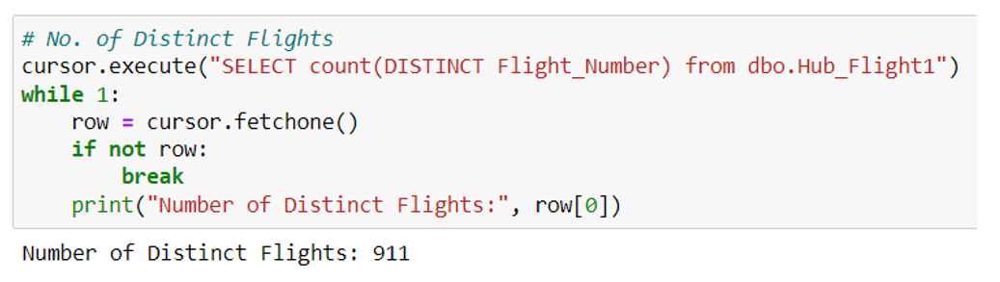 # No. of Distinct Flights
cursor.execute("SELECT count(DISTINCT Flight_Number) from dbo.Hub_Flight1")
while 1:
    row = cursor.fetchone()
    if not row:
        break
    print("Number of Distinct Flights:", row[0])
Number of Distinct Flights: 911